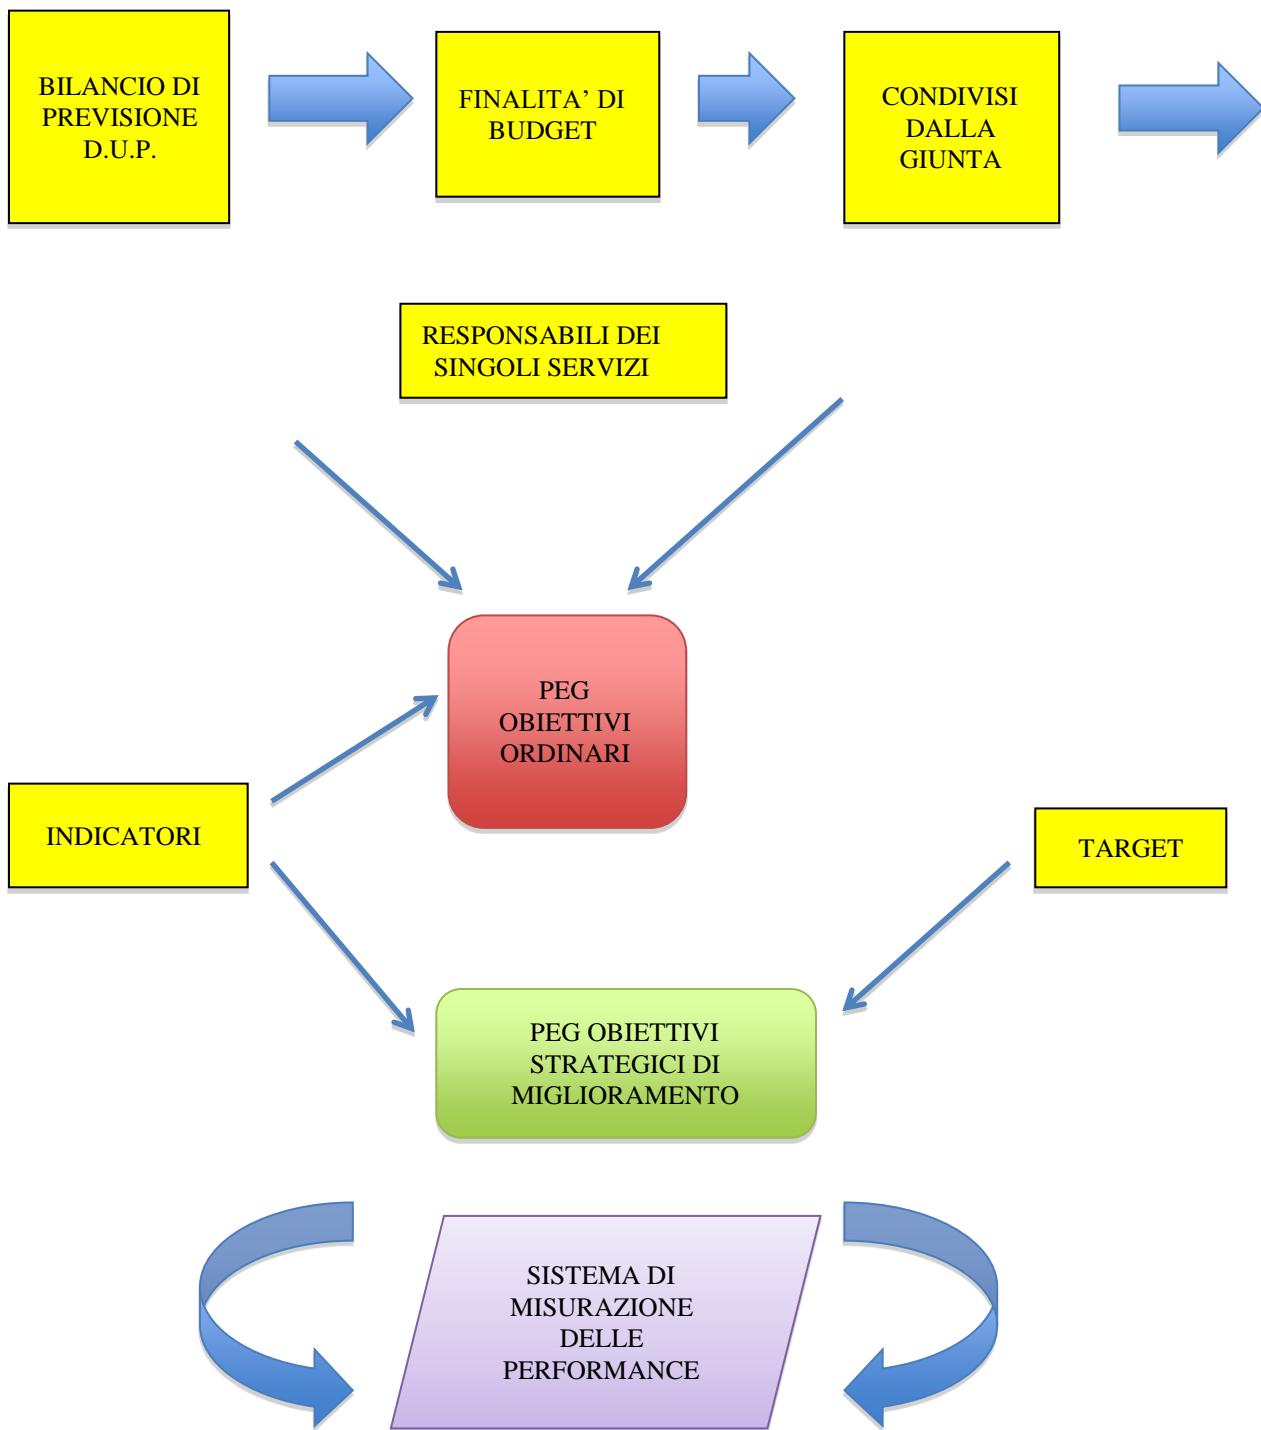 BILANCIO DI
PREVISIONE
D.U.P.
FINALITA’ DI
BUDGET
CONDIVISI
DALLA
GIUNTA
RESPONSABILI DEI
SINGOLI SERVIZI
PEG
OBIETTIVI
ORDINARI
INDICATORI
TARGET
PEG OBIETTIVI
STRATEGICI DI
MIGLIORAMENTO
SISTEMA DI
MISURAZIONE
DELLE
PERFORMANCE